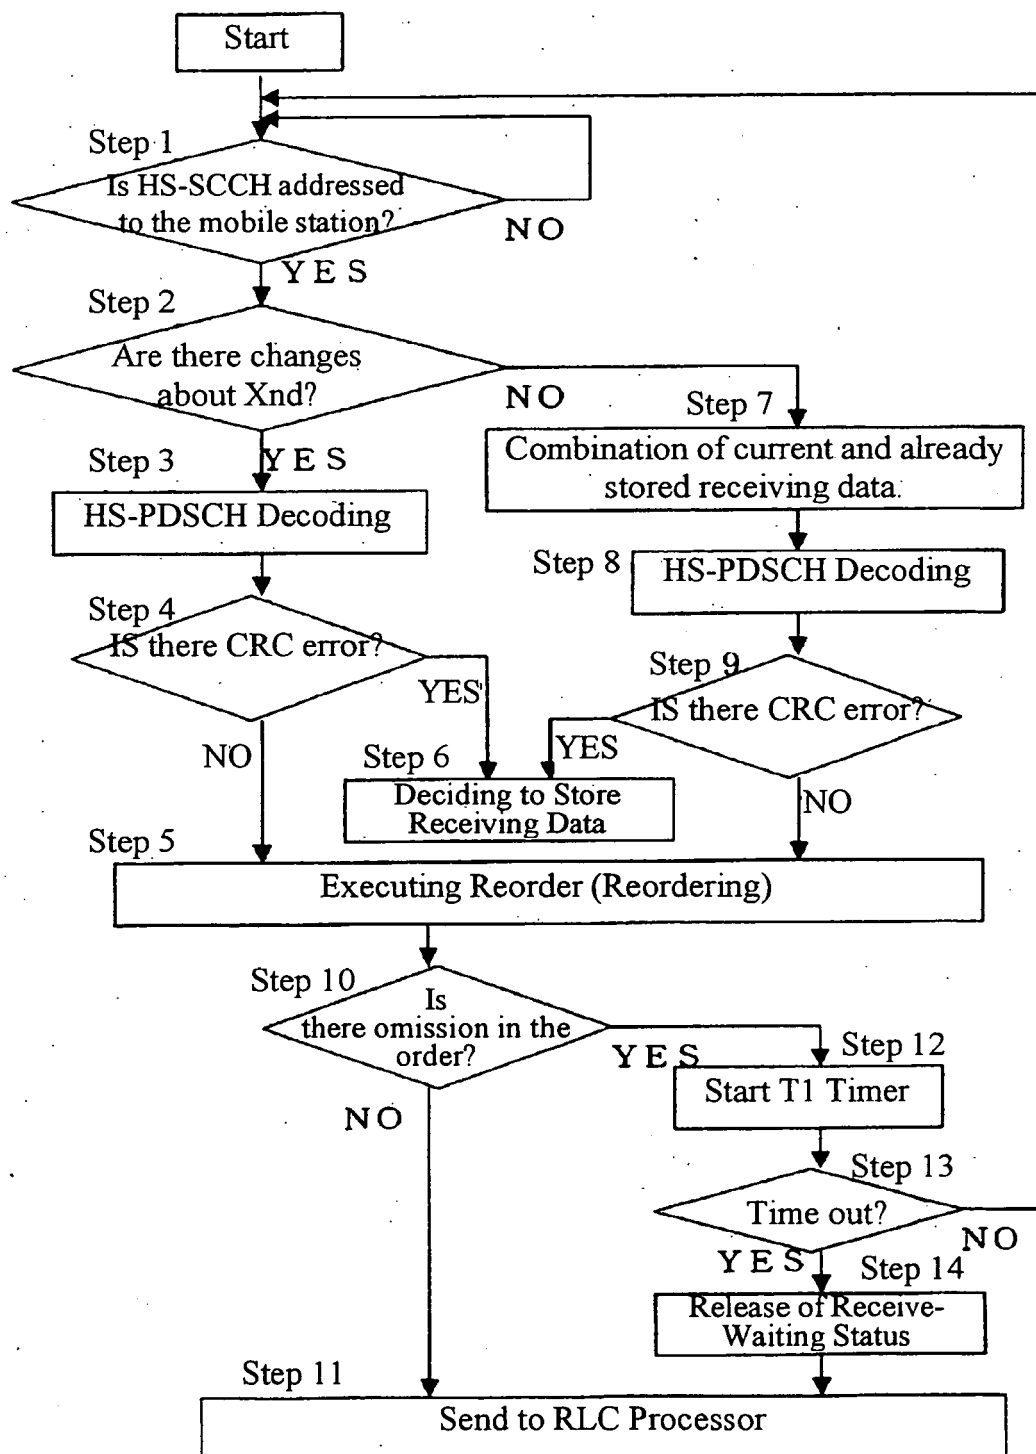 Start
Step 1
Is HS-SCCH addressed
to the mobile station?
NO
YES
Step 2
Are there changes
about Xnd?
NO
Step 7
YES
Step 3
Combination of current and already
stored receiving data.
HS-PDSCH Decoding
Step 8
HS-PDSCH Decoding
Step 4
IS there CRC error?
YES
Step 9
IS there CRC error?
NO
Step 6
YES
Deciding to Store
Receiving Data
NO
Step 5
Executing Reorder (Reordering)
Step 10
Is
there omission in the
order?
YES
Step 12
Start T1 Timer
NO
Step 13
Time out?
NO
YES
Step 14
Release of Receive-
Waiting Status
Step 11
Send to RLC Processor